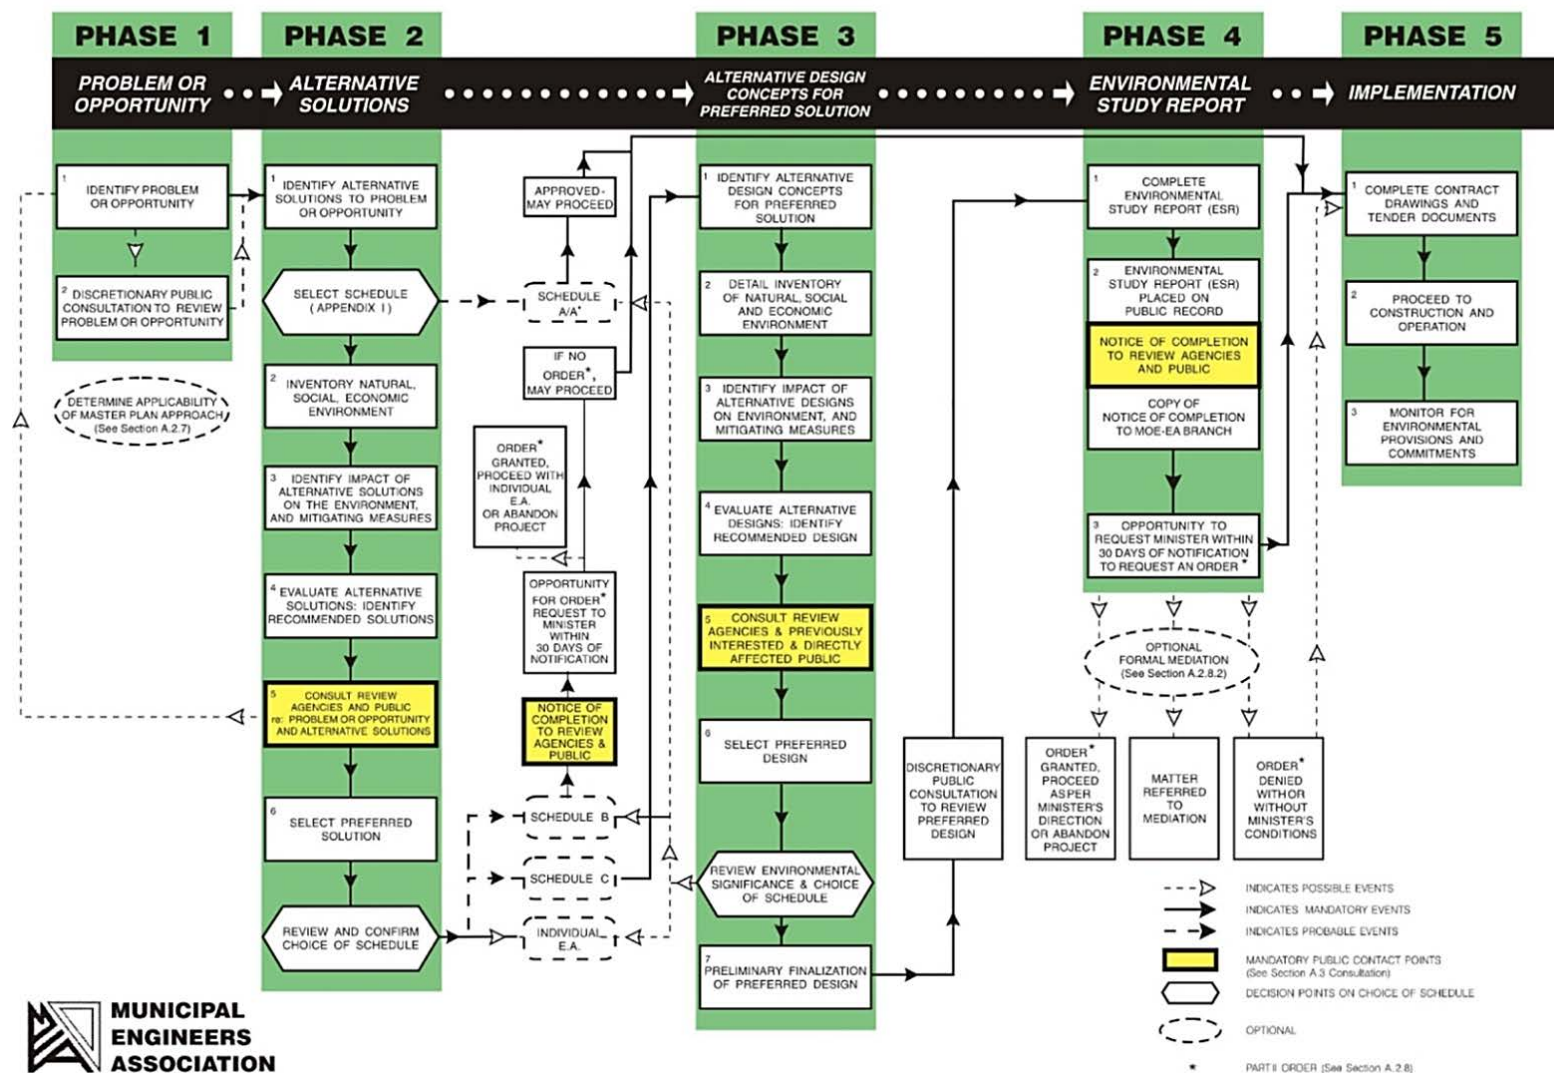 PHASE 1
PHASE 2
PHASE 3
PHASE 4
PHASE 5
PROBLEM OR
OPPORTUNITY
ALTERNATIVE
SOLUTIONS
ALTERNATIVE DESIGN
CONCEPTS FOR
PREFERRED SOLUTION
ENVIRONMENTAL
STUDY REPORT
IMPLEMENTATION
1
IDENTIFY PROBLEM
OR OPPORTUNITY
2
DISCRETIONARY PUBLIC
CONSULTATION TO REVIEW
PROBLEM OR OPPORTUNITY
DETERMINE APPLICABILITY
OF MASTER PLAN APPROACH
(See Section A.2.7)
1
IDENTIFY ALTERNATIVE
SOLUTIONS TO PROBLEM
OR OPPORTUNITY
SELECT SCHEDULE
( APPENDIX I )
2
INVENTORY NATURAL,
SOCIAL, ECONOMIC
ENVIRONMENT
3
IDENTIFY IMPACT OF
ALTERNATIVE SOLUTIONS
ON THE ENVIRONMENT,
AND MITIGATING MEASURES
4
EVALUATE ALTERNATIVE
SOLUTIONS: IDENTIFY
RECOMMENDED SOLUTIONS
5
CONSULT REVIEW
AGENCIES AND PUBLIC
re: PROBLEM OR OPPORTUNITY
AND ALTERNATIVE SOLUTIONS
6
SELECT PREFERRED
SOLUTION
REVIEW AND CONFIRM
CHOICE OF SCHEDULE
APPROVED-
MAY PROCEED
SCHEDULE
A/A+
IF NO
ORDER*,
MAY PROCEED
ORDER*
GRANTED,
PROCEED WITH
INDIVIDUAL
E.A.
OR ABANDON
PROJECT
OPPORTUNITY
FOR ORDER*
REQUEST TO
MINISTER
WITHIN
30 DAYS OF
NOTIFICATION
NOTICE OF
COMPLETION
TO REVIEW
AGENCIES &
PUBLIC
SCHEDULE B
SCHEDULE C
INDIVIDUAL
E.A.
1
IDENTIFY ALTERNATIVE
DESIGN CONCEPTS
FOR PREFERRED
SOLUTION
2
DETAIL INVENTORY
OF NATURAL, SOCIAL
AND ECONOMIC
ENVIRONMENT
3
IDENTIFY IMPACT OF
ALTERNATIVE DESIGNS
ON ENVIRONMENT, AND
MITIGATING MEASURES
4
EVALUATE ALTERNATIVE
DESIGNS: IDENTIFY
RECOMMENDED DESIGN
5
CONSULT REVIEW
AGENCIES & PREVIOUSLY
INTERESTED & DIRECTLY
AFFECTED PUBLIC
6
SELECT PREFERRED
DESIGN
REVIEW ENVIRONMENTAL
SIGNIFICANCE & CHOICE
OF SCHEDULE
7
PRELIMINARY FINALIZATION
OF PREFERRED DESIGN
DISCRETIONARY
PUBLIC
CONSULTATION
TO REVIEW
PREFERRED
DESIGN
1
COMPLETE
ENVIRONMENTAL
STUDY REPORT (ESR)
2
ENVIRONMENTAL
STUDY REPORT (ESR)
PLACED ON
PUBLIC RECORD
NOTICE OF COMPLETION
TO REVIEW AGENCIES
AND PUBLIC
COPY OF
NOTICE OF COMPLETION
TO MOE-EA BRANCH
3
OPPORTUNITY TO
REQUEST MINISTER WITHIN
30 DAYS OF NOTIFICATION
TO REQUEST AN ORDER*
OPTIONAL
FORMAL MEDIATION
(See Section A.2.8.2)
ORDER*
GRANTED,
PROCEED
AS PER
MINISTER'S
DIRECTION
OR ABANDON
PROJECT
MATTER
REFERRED
TO
MEDIATION
ORDER*
DENIED
WITH OR
WITHOUT
MINISTER'S
CONDITIONS
1
COMPLETE CONTRACT
DRAWINGS AND
TENDER DOCUMENTS
2
PROCEED TO
CONSTRUCTION AND
OPERATION
3
MONITOR FOR
ENVIRONMENTAL
PROVISIONS AND
COMMITMENTS
INDICATES POSSIBLE EVENTS
INDICATES MANDATORY EVENTS
INDICATES PROBABLE EVENTS
MANDATORY PUBLIC CONTACT POINTS
(See Section A.3 Consultation)
DECISION POINTS ON CHOICE OF SCHEDULE
OPTIONAL
* PART II ORDER (See Section A.2.8)
MUNICIPAL
ENGINEERS
ASSOCIATION